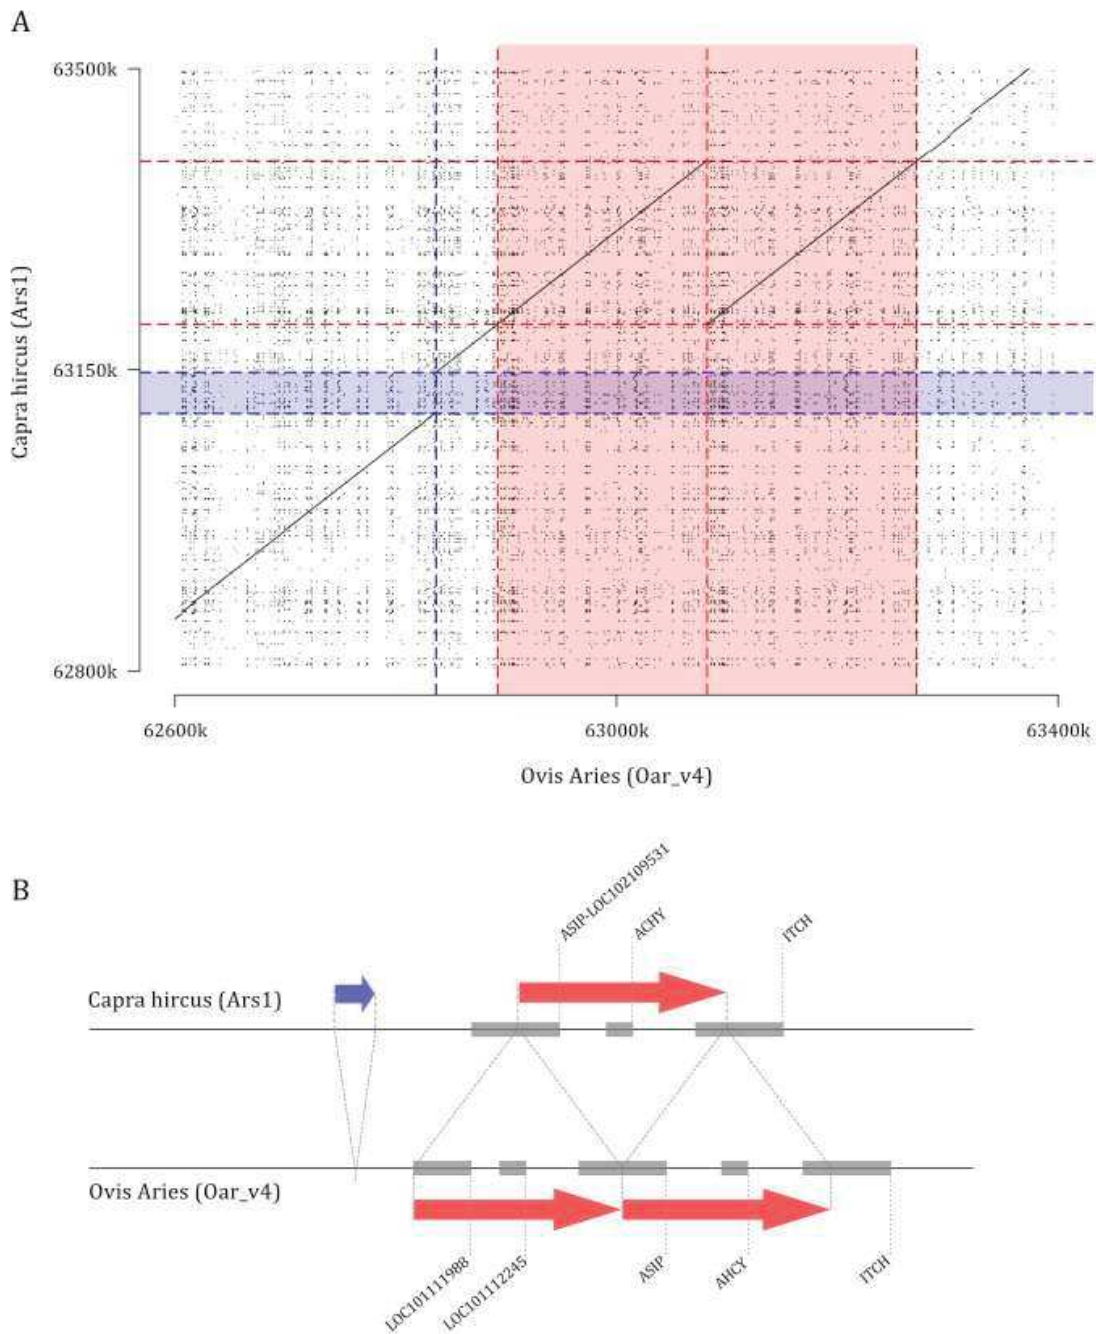 A
63500k
63150k
62800k
Capra hircus (Ars1)
62600k
63000k
63400k
Ovis Aries (Oar_v4)
B
ASIP-LOC102109531
ACHY
ITCH
Capra hircus (Ars1)
Ovis Aries (Oar_v4)
LOC101111988
LOC101112245
ASIP
AHCY
ITCH